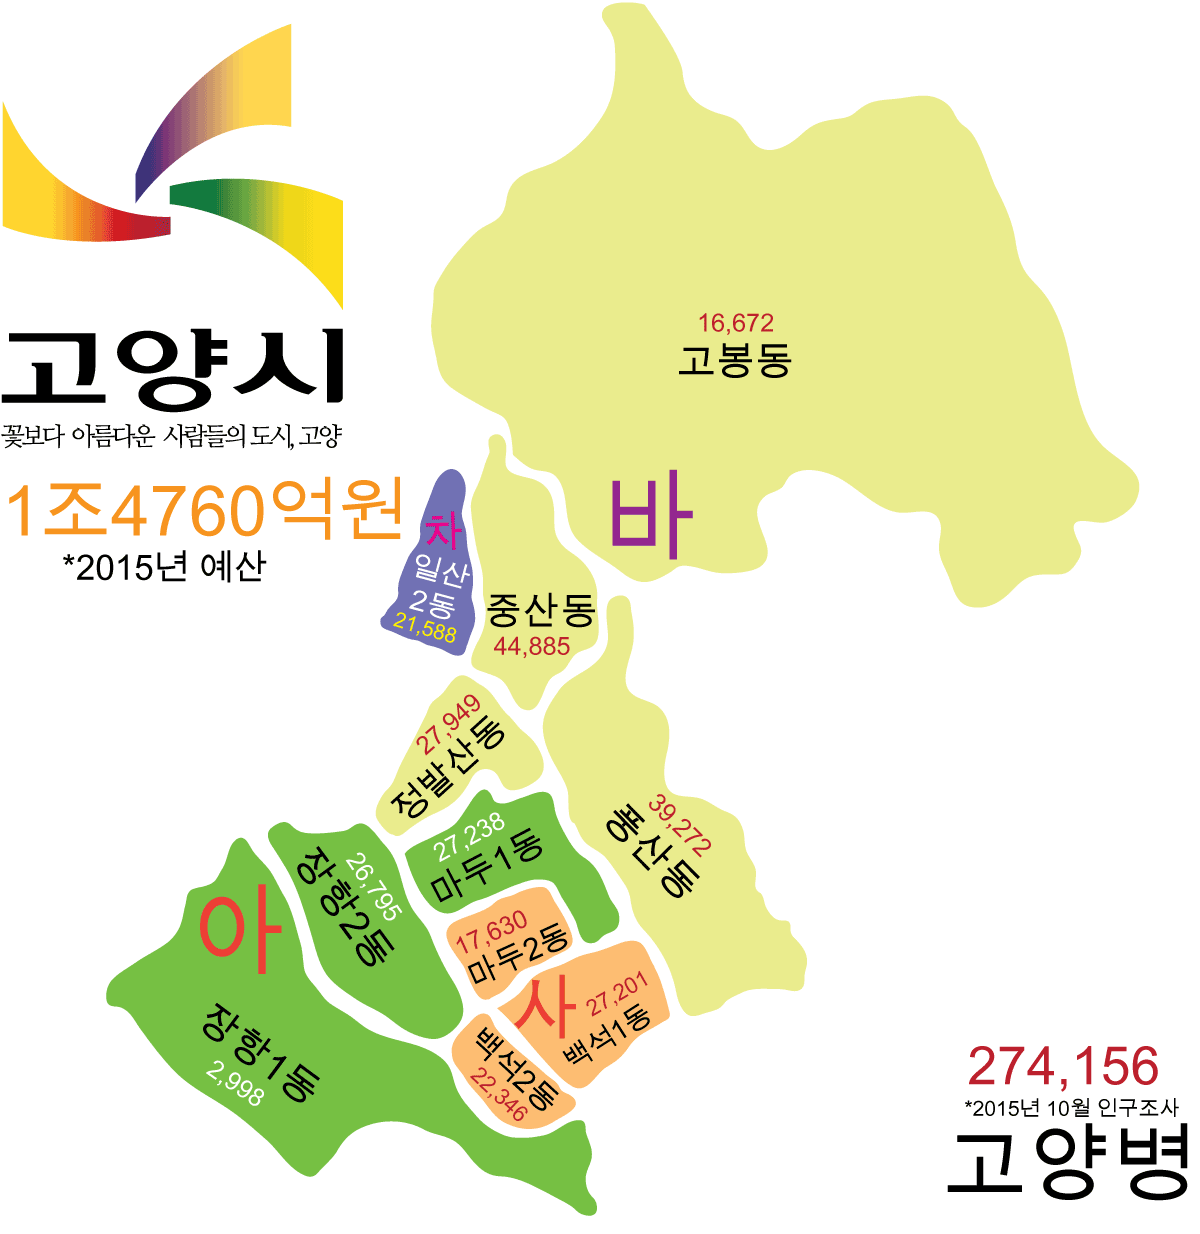 고양시
꽃보다 아름다운 사람들의 도시, 고양
1조4760억원
*2015년 예산
16,672
고봉동
바
차
일산
2동
21,588
중산동
44,885
27,949
정발산동
39,272
풍산동
27,238
마두1동
26,795
장항2동
아
장항1동
2,998
17,630
마두2동
사
27,201
백석1동
백석2동
22,346
274,156
*2015년 10월 인구조사
고양병